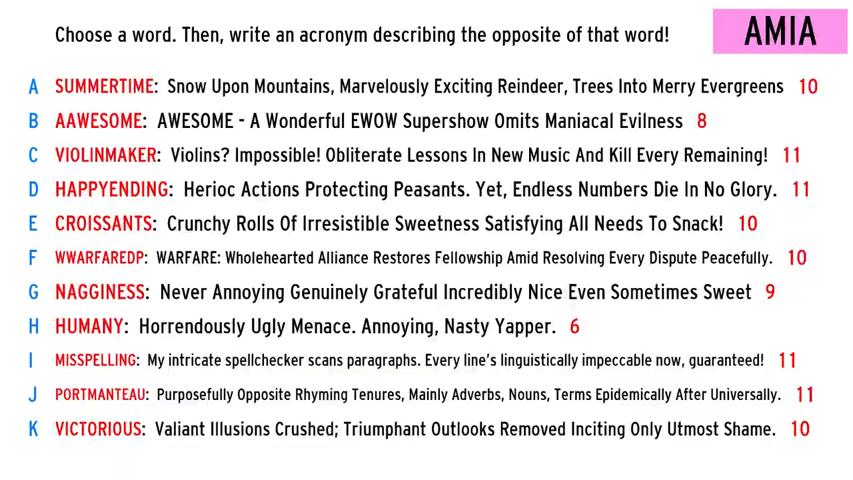 Choose a word. Then, write an acronym describing the opposite of that word!
AMIA
A SUMMERTIME: Snow Upon Mountains, Marvelously Exciting Reindeer, Trees Into Merry Evergreens 10
B AAWESOME: AWESOME - A Wonderful EWOW Supershow Omits Maniacal Evilness 8
C VIOLINMAKER: Violins? Impossible! Obliterate Lessons In New Music And Kill Every Remaining! 11
D HAPPYENDING: Herioc Actions Protecting Peasants. Yet, Endless Numbers Die In No Glory. 11
E CROISSANTS: Crunchy Rolls Of Irresistible Sweetness Satisfying All Needs To Snack! 10
F WWARFAREDP: WARFARE: Wholehearted Alliance Restores Fellowship Amid Resolving Every Dispute Peacefully. 10
G NAGGINESS: Never Annoying Genuinely Grateful Incredibly Nice Even Sometimes Sweet 9
H HUMANY: Horrendously Ugly Menace. Annoying, Nasty Yapper. 6
I MISSPELLING: My intricate spellchecker scans paragraphs. Every line's linguistically impeccable now, guaranteed! 11
J PORTMANTEAU: Purposefully Opposite Rhyming Tenures, Mainly Adverbs, Nouns, Terms Epidemically After Universally. 11
K VICTORIOUS: Valiant Illusions Crushed; Triumphant Outlooks Removed Inciting Only Utmost Shame. 10